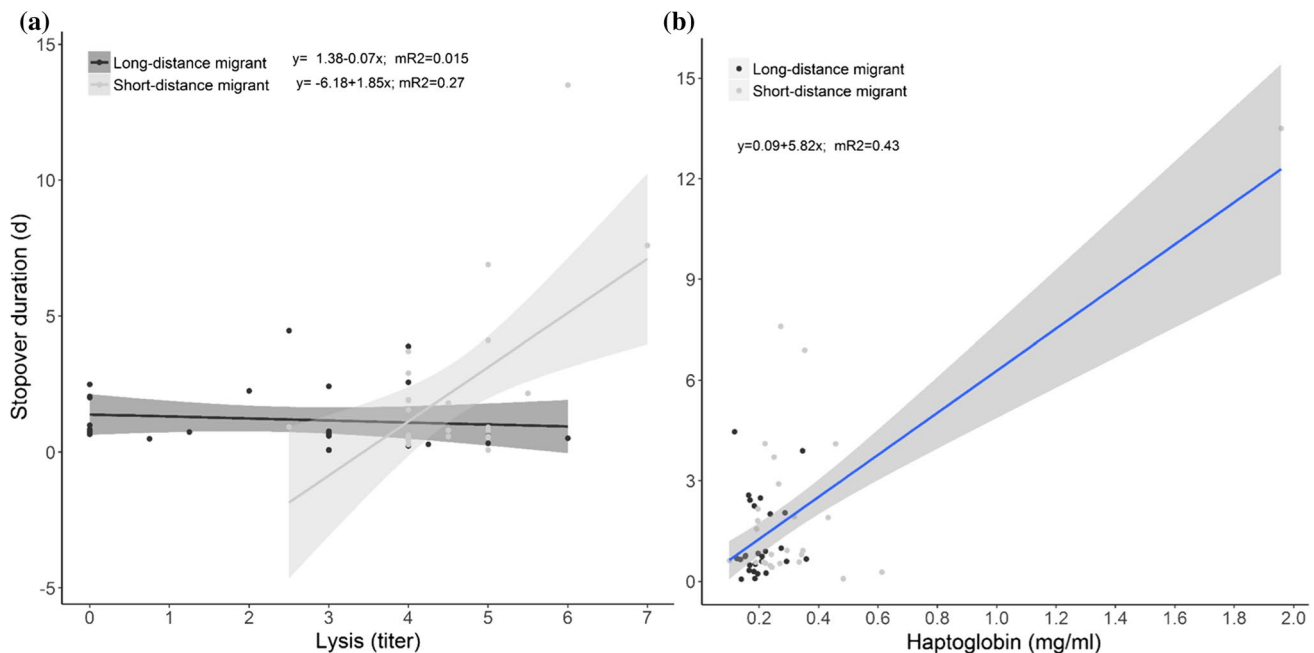 (a)
15
10
5
0
-5
Stopover duration (d)
Long-distance migrant y= 1.38-0.07x; mR2=0.015
Short-distance migrant y= -6.18+1.85x; mR2=0.27
0 1 2 3 4 5 6 7
Lysis (titer)
(b)
15
12
9
6
3
0
Long-distance migrant
Short-distance migrant
y=0.09+5.82x; mR2=0.43
0.2 0.4 0.6 0.8 1.0 1.2 1.4 1.6 1.8 2.0
Haptoglobin (mg/ml)